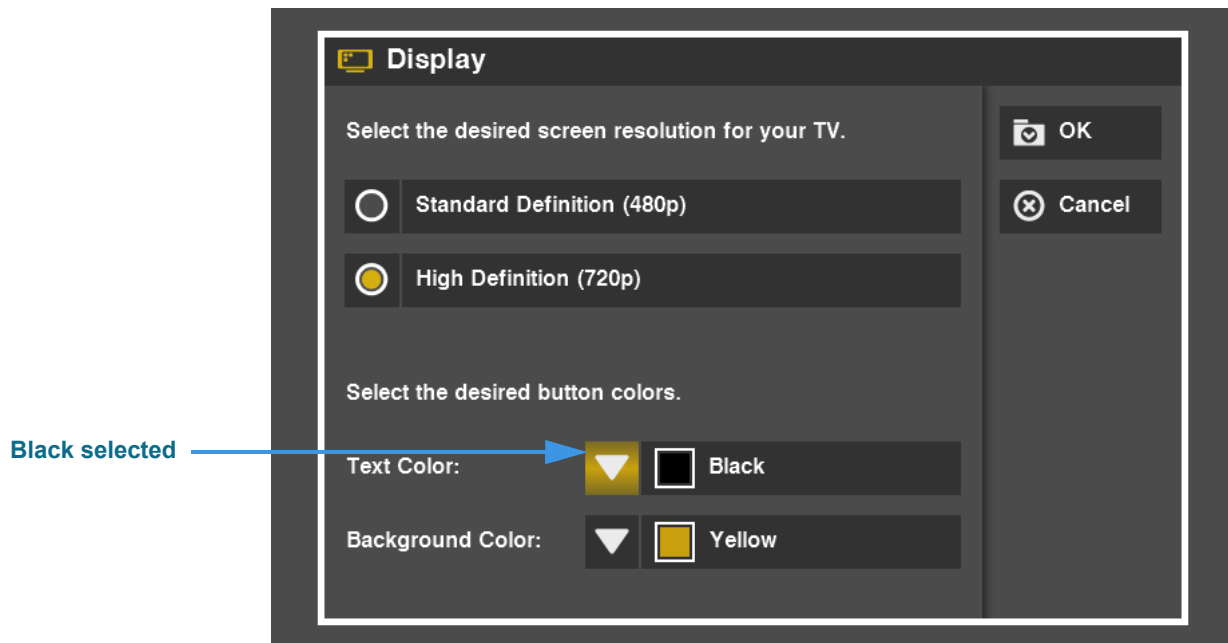 Display
Select the desired screen resolution for your TV.
OK
Standard Definition (480p)
Cancel
High Definition (720p)
Select the desired button colors.
Black selected
Text Color: Black
Background Color: Yellow